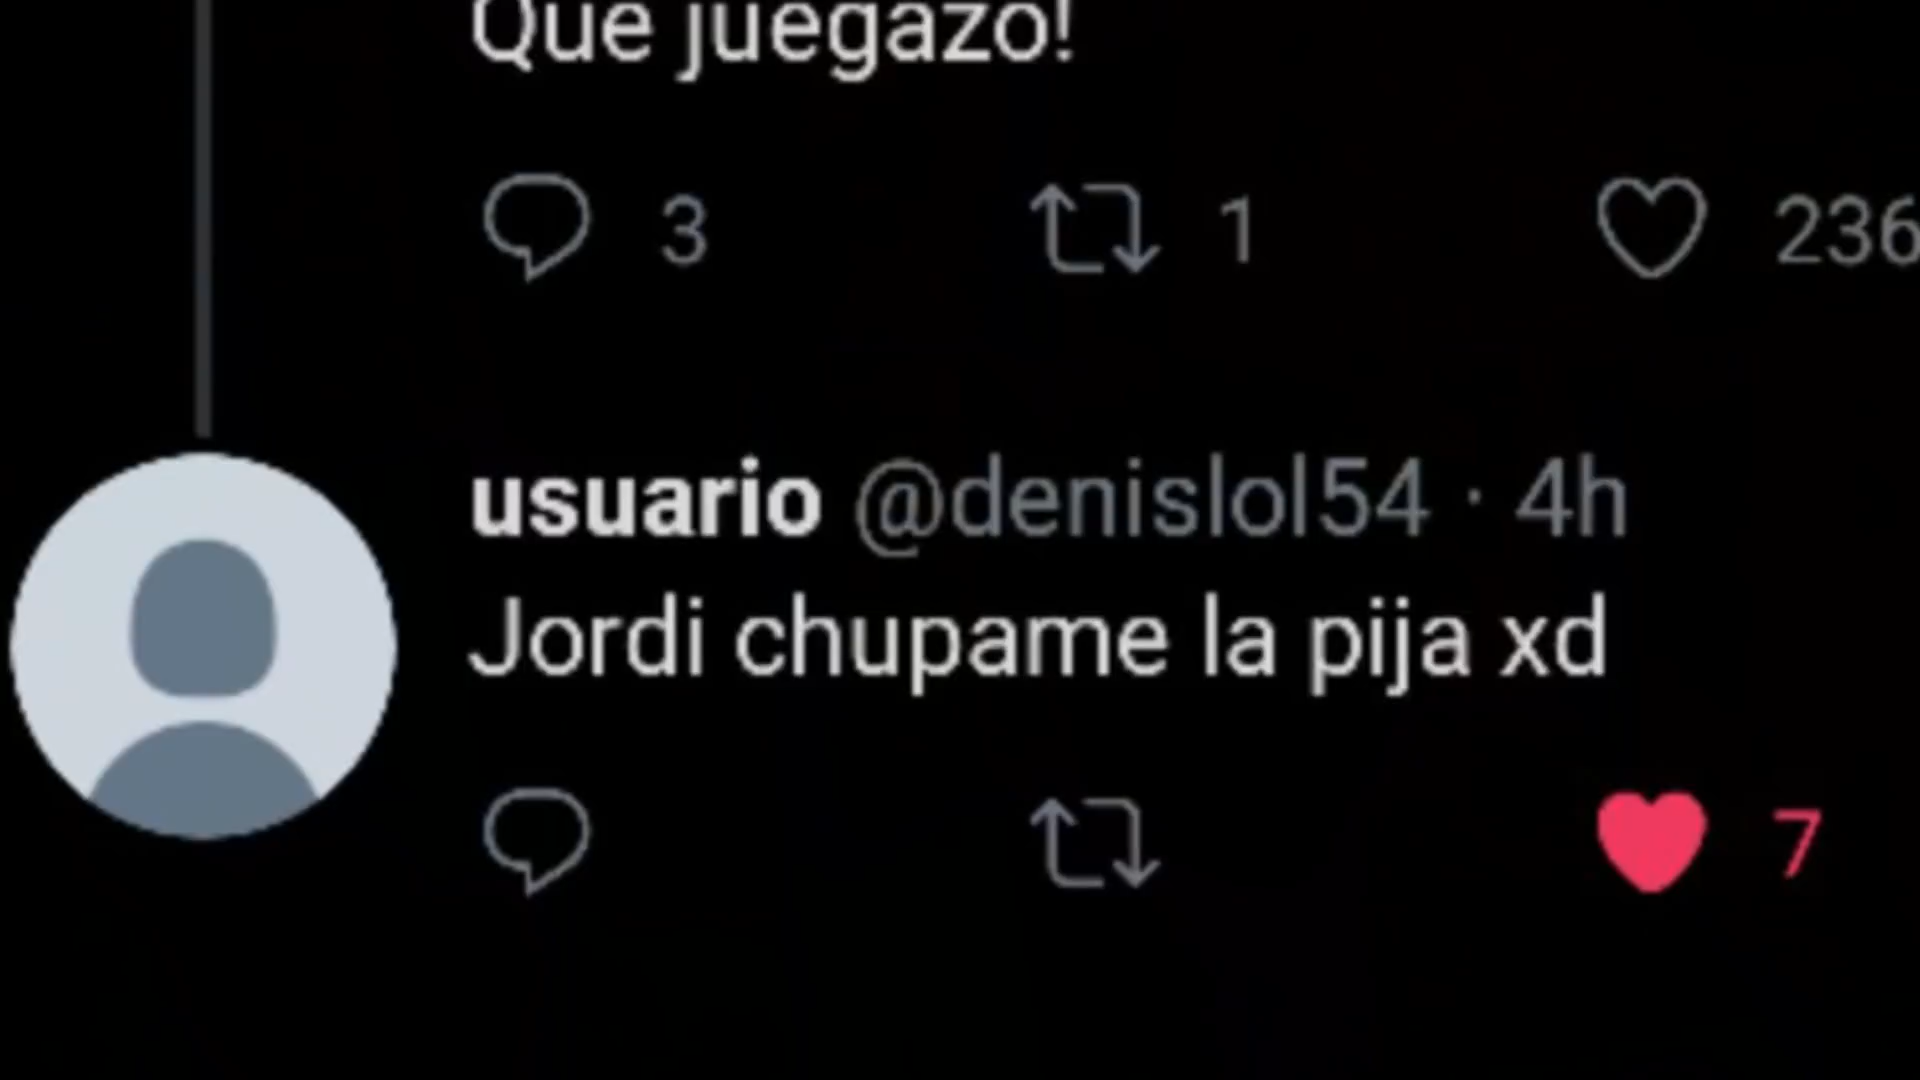 Que juegazo!
3 1 236
usuario @denislol54 · 4h
Jordi chupame la pija xd
7